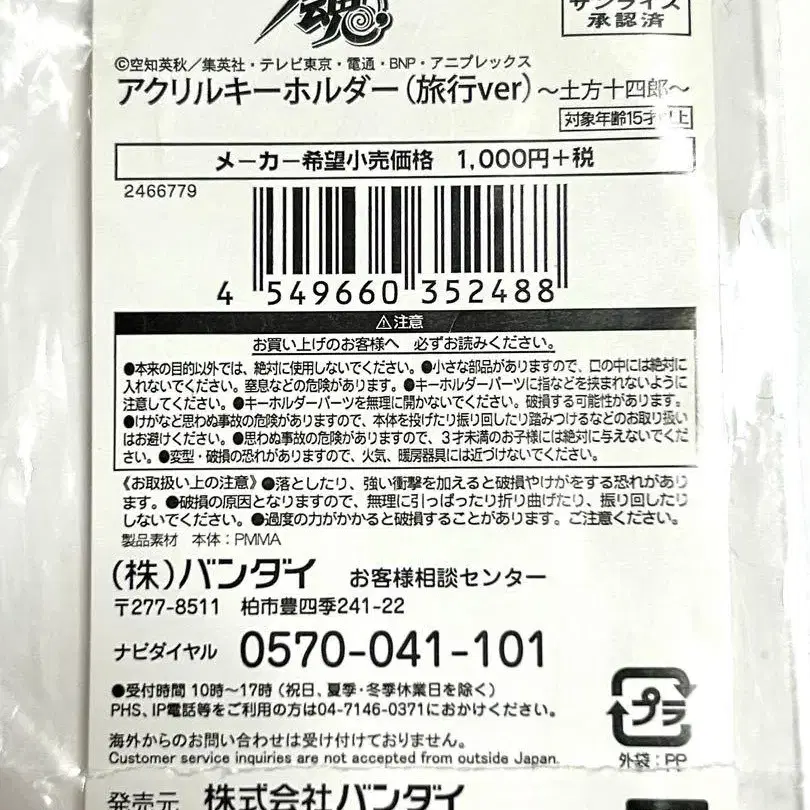 魂
サンライズ
承認済
©空知英秋／集英社・テレビ東京・電通・BNP・アニプレックス
アクリルキーホルダー（旅行ver）～土方十四郎～
対象年齢15才以上
メーカー希望小売価格 1,000円+税
2466779
4 549660 352488
⚠注意
お買い上げのお客様へ 必ずお読みください。
●本来の目的以外では、絶対に使用しないでください。●小さな部品がありますので、口の中には絶対に
入れないでください。窒息などの危険があります。●キーホルダーパーツに指などを挟まれないように
注意してください。●キーホルダーパーツを無理に開かないでください。破損する可能性があります。
●けがなど思わぬ事故の危険がありますので、本体を投げたり振り回したり踏みつけるなどのお取り扱い
はお避けください。●思わぬ事故の危険がありますので、3才未満のお子様には絶対に与えないでくだ
さい。●変型・破損の恐れがありますので、火気、暖房器具には近づけないでください。
《お取扱い上の注意》●落としたり、強い衝撃を加えると破損やけがをする恐れがあり
ます。●破損の原因となりますので、無理に引っぱったり折り曲げたり、振り回したり
しないでください。●過度の力がかかると破損することがあります。ご注意ください。
製品素材 本体：PMMA
（株）バンダイ お客様相談センター
〒277-8511 柏市豊四季241-22
ナビダイヤル 0570-041-101
●受付時間 10時～17時（祝日、夏季・冬季休業日を除く）
PHS、IP電話等をご利用の方は04-7146-0371におかけください。
海外からのお問い合わせは受け付けておりません。
Customer service inquiries are not accepted from outside Japan.
プラ
外袋：PP
発売元 株式会社バンダイ